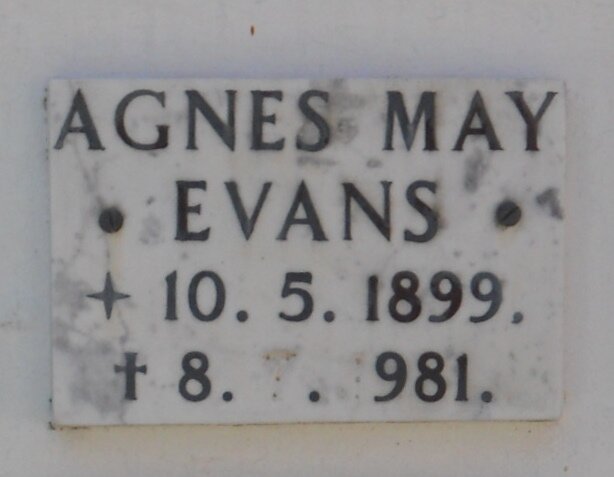 AGNES MAY
EVANS
10. 5. 1899.
† 8. . 981.